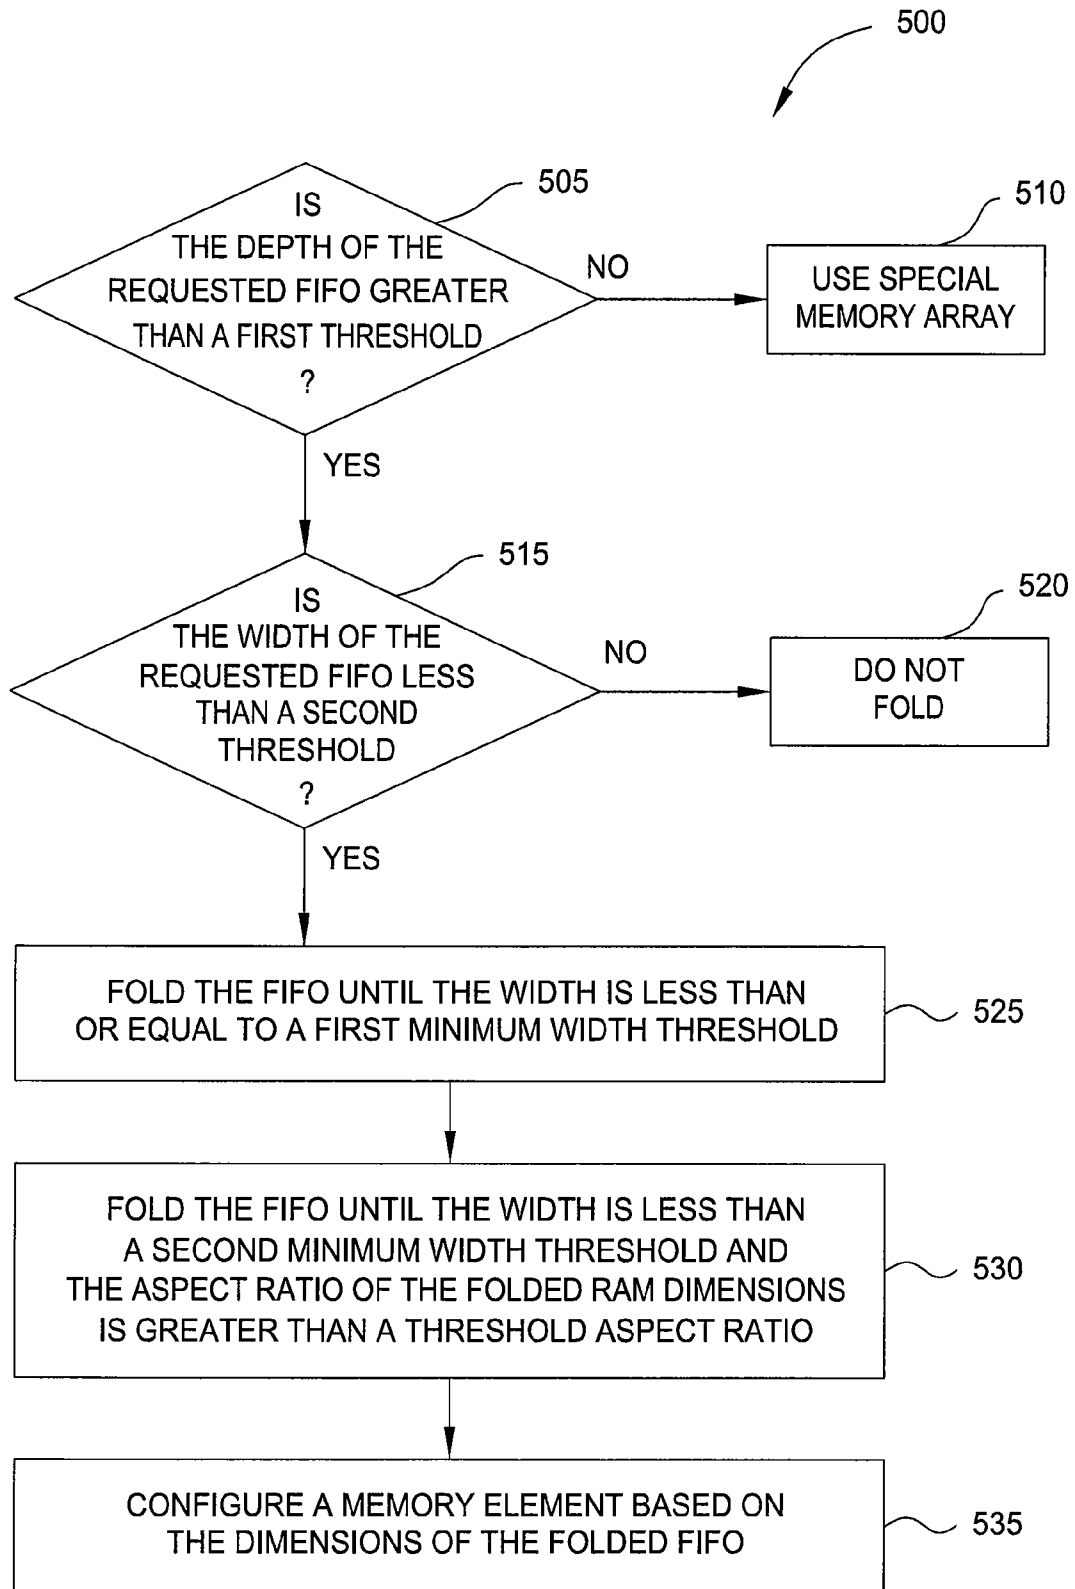 500
505
IS
THE DEPTH OF THE
REQUESTED FIFO GREATER
THAN A FIRST THRESHOLD
?
NO
510
USE SPECIAL
MEMORY ARRAY
YES
515
IS
THE WIDTH OF THE
REQUESTED FIFO LESS
THAN A SECOND
THRESHOLD
?
NO
520
DO NOT
FOLD
YES
FOLD THE FIFO UNTIL THE WIDTH IS LESS THAN
OR EQUAL TO A FIRST MINIMUM WIDTH THRESHOLD
525
FOLD THE FIFO UNTIL THE WIDTH IS LESS THAN
A SECOND MINIMUM WIDTH THRESHOLD AND
THE ASPECT RATIO OF THE FOLDED RAM DIMENSIONS
IS GREATER THAN A THRESHOLD ASPECT RATIO
530
CONFIGURE A MEMORY ELEMENT BASED ON
THE DIMENSIONS OF THE FOLDED FIFO
535